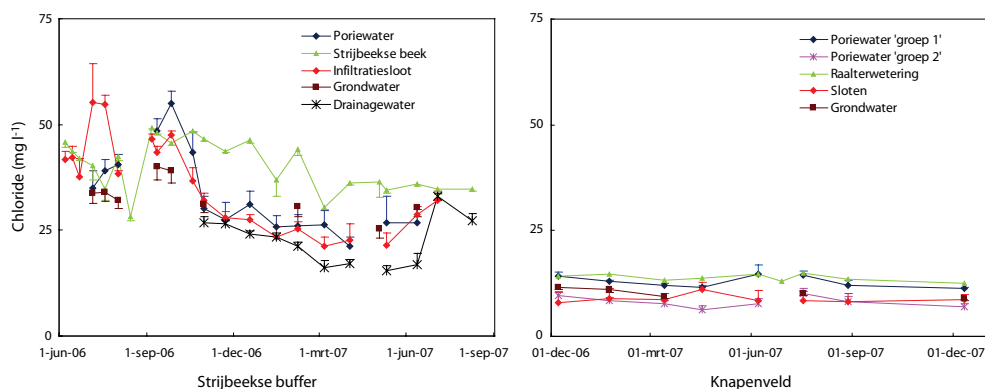 75
50
25
0
Chloride (mg l⁻¹)
Poriewater
Strijbeekse beek
Infiltratiesloot
Grondwater
Drainagewater
1-jun-06 1-sep-06 1-dec-06 1-mrt-07 1-jun-07 1-sep-07
Strijbeekse buffer
75
50
25
0
Poriewater 'groep 1'
Poriewater 'groep 2'
Raalterwetering
Sloten
Grondwater
01-dec-06 01-mrt-07 01-jun-07 01-sep-07 01-dec-07
Knapenveld